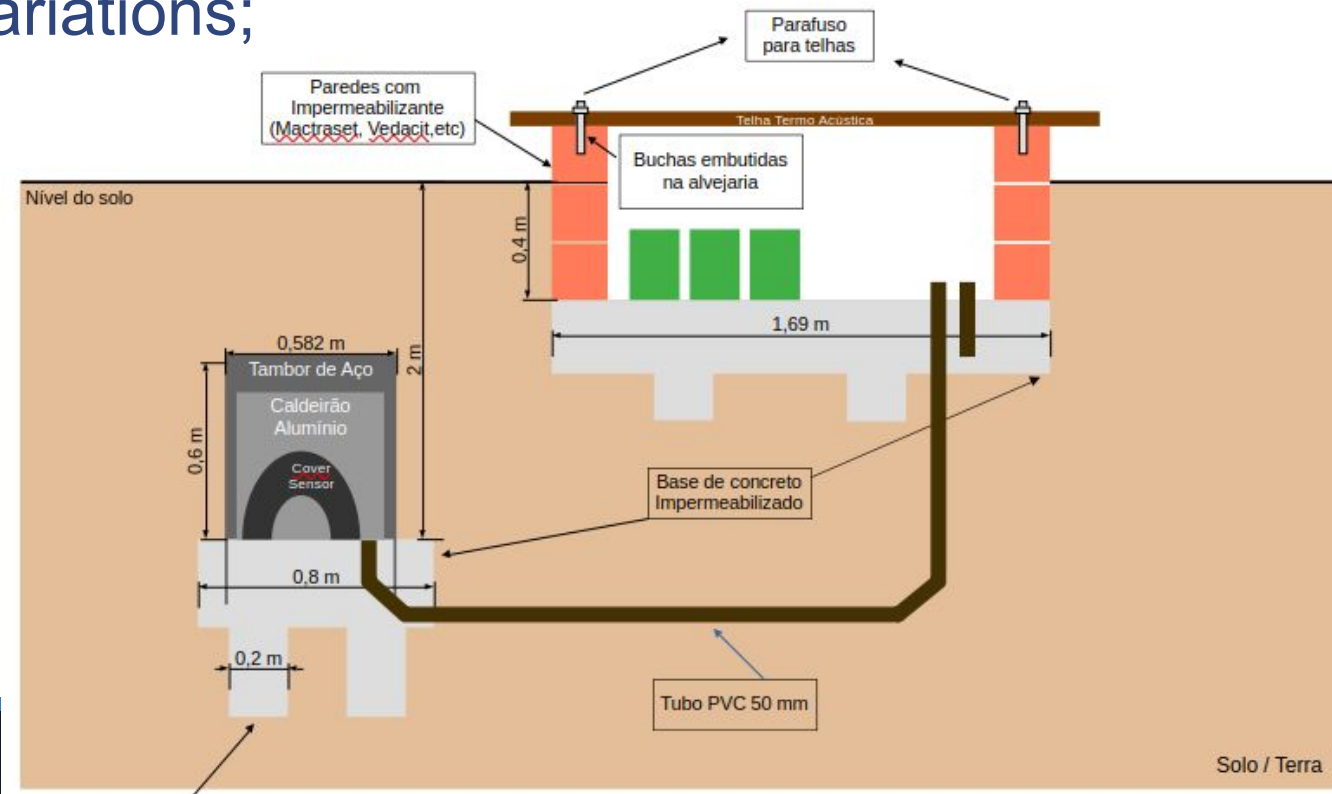 ariations;
Parafuso
para telhas
Paredes com
Impermeabilizante
(Mactraset, Vedacit,etc)
Telha Termo Acústica
Buchas embutidas
na alvejaria
Nível do solo
0,4 m
1,69 m
0,582 m
2 m
Tambor de Aço
Caldeirão
Alumínio
0,6 m
Cover
Sensor
Base de concreto
Impermeabilizado
0,8 m
0,2 m
Tubo PVC 50 mm
Solo / Terra